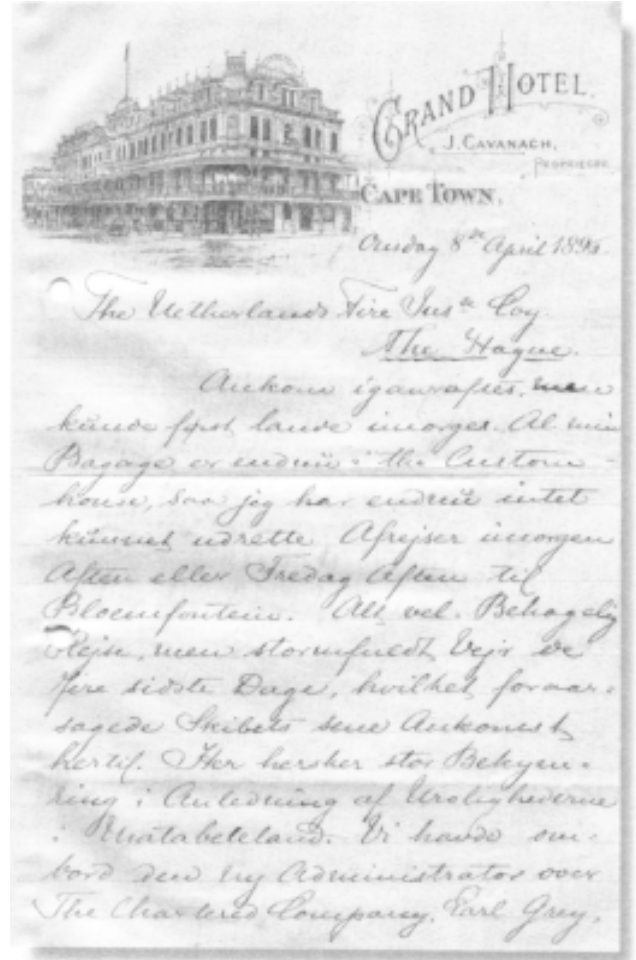 GRAND HOTEL.
J. CAVANACH,
PROPRIETOR
CAPE TOWN.
Onsdag 8de April 189
The Netherlands Fire Insce Coy.
The Hague.
Ankom igaaraftes, men
kunde først lande imorges. Al min
Bagage er endnu i the Custom
house, saa jeg har endnu intet
kunnet udrette. Afrejser imorgen
Aften eller Fredag Aften til
Bloemfontein. Alt vel. Behagelig
Rejse, men stormfuldt Vejr de
fire sidste Dage, hvilket foraar-
sagede Skibets sene Ankomst
hertil. Her hersker stor Bekym-
ring i Anledning af Urolighederne
i Matabeleland. Vi havde om-
bord den ny Administrator over
The Chartered Company, Earl Grey,